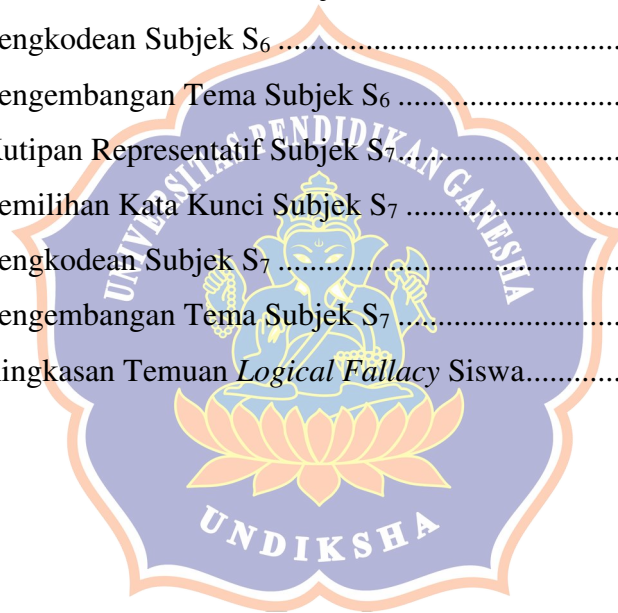 engkodean Subjek S₆ ............................................
engembangan Tema Subjek S₆ ............................
utipan Representatif Subjek S₇............................
emilihan Kata Kunci Subjek S₇ ...........................
engkodean Subjek S₇ ............................................
engembangan Tema Subjek S₇ ............................
ingkasan Temuan Logical Fallacy Siswa............
UNIVERSITAS PENDIDIKAN GANESHA
UNDIKSHA